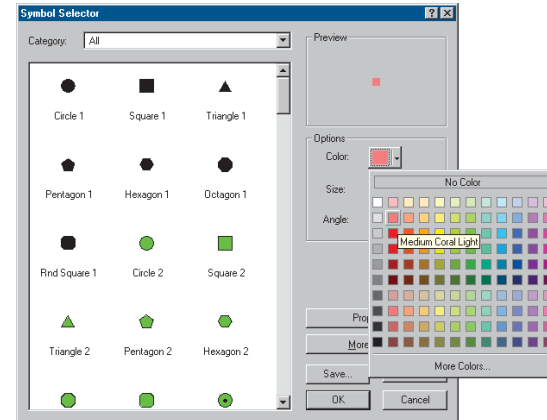 Symbol Selector
Category: All
Circle 1 Square 1 Triangle 1
Pentagon 1 Hexagon 1 Octagon 1
Rnd Square 1 Circle 2 Square 2
Triangle 2 Pentagon 2 Hexagon 2
Preview
Options
Color:
Size:
Angle:
No Color
Medium Coral Light
More Colors...
More
Save...
OK Cancel